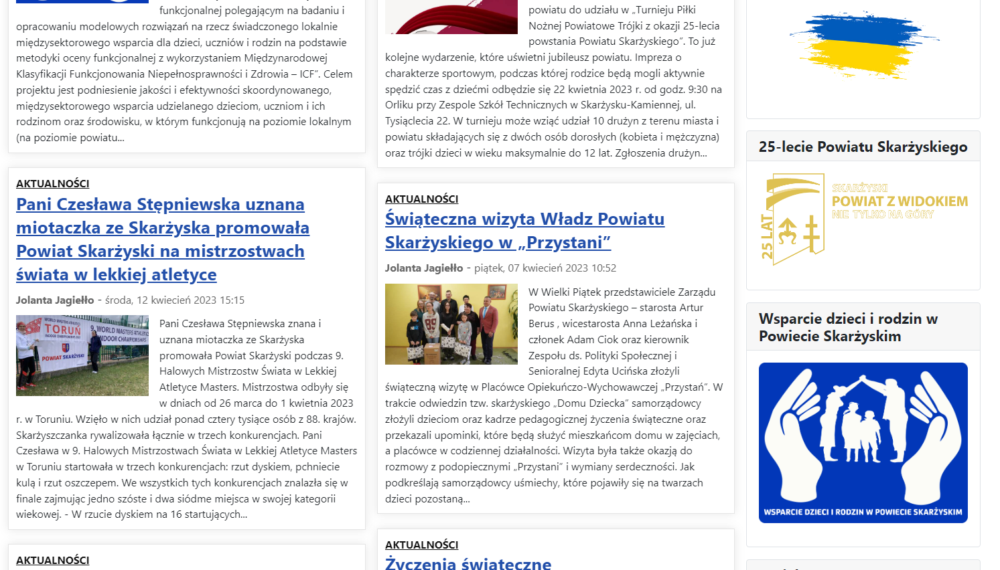 funkcjonalnej polegającym na badaniu i
opracowaniu modelowych rozwiązań na rzecz świadczonego lokalnie
międzysektorowego wsparcia dla dzieci, uczniów i rodzin na podstawie
metodyki oceny funkcjonalnej z wykorzystaniem Międzynarodowej
Klasyfikacji Funkcjonowania Niepełnosprawności i Zdrowia – ICF”. Celem
projektu jest podniesienie jakości i efektywności skoordynowanego,
międzysektorowego wsparcia udzielanego dzieciom, uczniom i ich
rodzinom oraz środowisku, w którym funkcjonują na poziomie lokalnym
(na poziomie powiatu...
AKTUALNOŚCI
Pani Czesława Stępniewska uznana
miotaczka ze Skarżyska promowała
Powiat Skarżyski na mistrzostwach
świata w lekkiej atletyce
Jolanta Jagiełło - środa, 12 kwiecień 2023 15:15
WORLD MASTERS ATHLETICS
TORUŃ
INDOOR CHAMPIONSHIPS
9. WORLD MASTERS ATHLETICS
INDOOR CHAMPIONSHIPS
POWIAT SKARŻYSKI
Pani Czesława Stępniewska znana i
uznana miotaczka ze Skarżyska
promowała Powiat Skarżyski podczas 9.
Halowych Mistrzostw Świata w Lekkiej
Atletyce Masters. Mistrzostwa odbyły się
w dniach od 26 marca do 1 kwietnia 2023
r. w Toruniu. Wzięło w nich udział ponad cztery tysiące osób z 88. krajów.
Skarżyszczanka rywalizowała łącznie w trzech konkurencjach. Pani
Czesława w 9. Halowych Mistrzostwach Świata w Lekkiej Atletyce Masters
w Toruniu startowała w trzech konkurencjach: rzut dyskiem, pchniecie
kulą i rzut oszczepem. We wszystkich tych konkurencjach znalazła się w
finale zajmując jedno szóste i dwa siódme miejsca w swojej kategorii
wiekowej. - W rzucie dyskiem na 16 startujących...
AKTUALNOŚCI
powiatu do udziału w „Turnieju Piłki
Nożnej Powiatowe Trójki z okazji 25-lecia
powstania Powiatu Skarżyskiego”. To już
kolejne wydarzenie, które uświetni jubileusz powiatu. Impreza o
charakterze sportowym, podczas której rodzice będą mogli aktywnie
spędzić czas z dziećmi odbędzie się 22 kwietnia 2023 r. od godz. 9:30 na
Orliku przy Zespole Szkół Technicznych w Skarżysku-Kamiennej, ul.
Tysiąclecia 22. W turnieju może wziąć udział 10 drużyn z terenu miasta i
powiatu składających się z dwóch osób dorosłych (kobieta i mężczyzna)
oraz trójki dzieci w wieku maksymalnie do 12 lat. Zgłoszenia drużyn...
AKTUALNOŚCI
Świąteczna wizyta Władz Powiatu
Skarżyskiego w „Przystani”
Jolanta Jagiełło - piątek, 07 kwiecień 2023 10:52
W Wielki Piątek przedstawiciele Zarządu
Powiatu Skarżyskiego – starosta Artur
Berus , wicestarosta Anna Leżańska i
członek Adam Ciok oraz kierownik
Zespołu ds. Polityki Społecznej i
Senioralnej Edyta Ucińska złożyli
świąteczną wizytę w Placówce Opiekuńczo-Wychowawczej „Przystań”. W
trakcie odwiedzin tzw. skarżyskiego „Domu Dziecka” samorządowcy
złożyli dzieciom oraz kadrze pedagogicznej życzenia świąteczne oraz
przekazali upominki, które będą służyć mieszkańcom domu w zajęciach,
a placówce w codziennej działalności. Wizyta była także okazją do
rozmowy z podopiecznymi „Przystani” i wymiany serdeczności. Jak
podkreślają samorządowcy uśmiechy, które pojawiły się na twarzach
dzieci pozostaną...
AKTUALNOŚCI
Życzenia świąteczne
25-lecie Powiatu Skarżyskiego
25 LAT
SKARŻYSKI
POWIAT Z WIDOKIEM
NIE TYLKO NA GÓRY
Wsparcie dzieci i rodzin w
Powiecie Skarżyskim
WSPARCIE DZIECI I RODZIN W POWIECIE SKARŻYSKIM